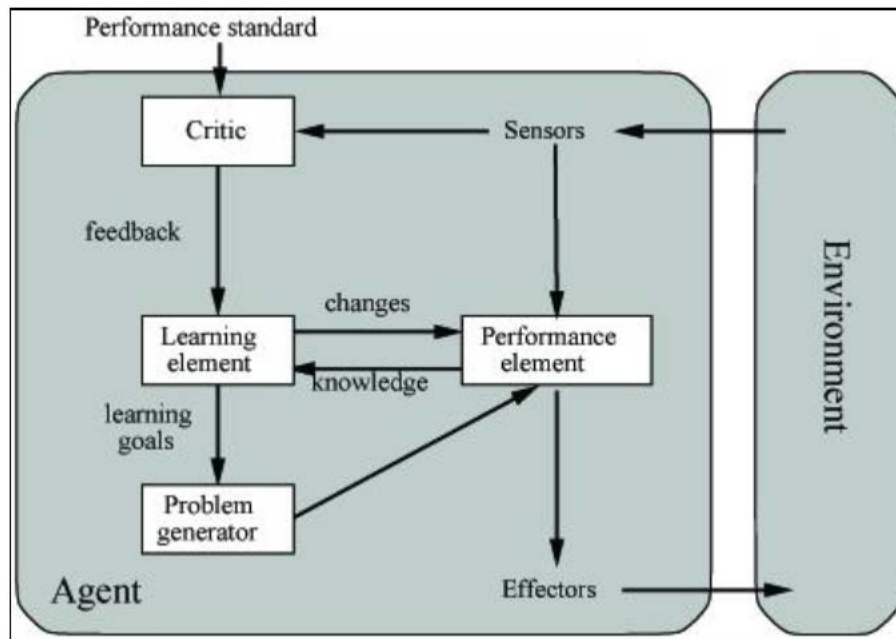 Performance standard
Critic
Sensors
feedback
changes
Learning
element
Performance
element
knowledge
learning
goals
Problem
generator
Agent
Effectors
Environment